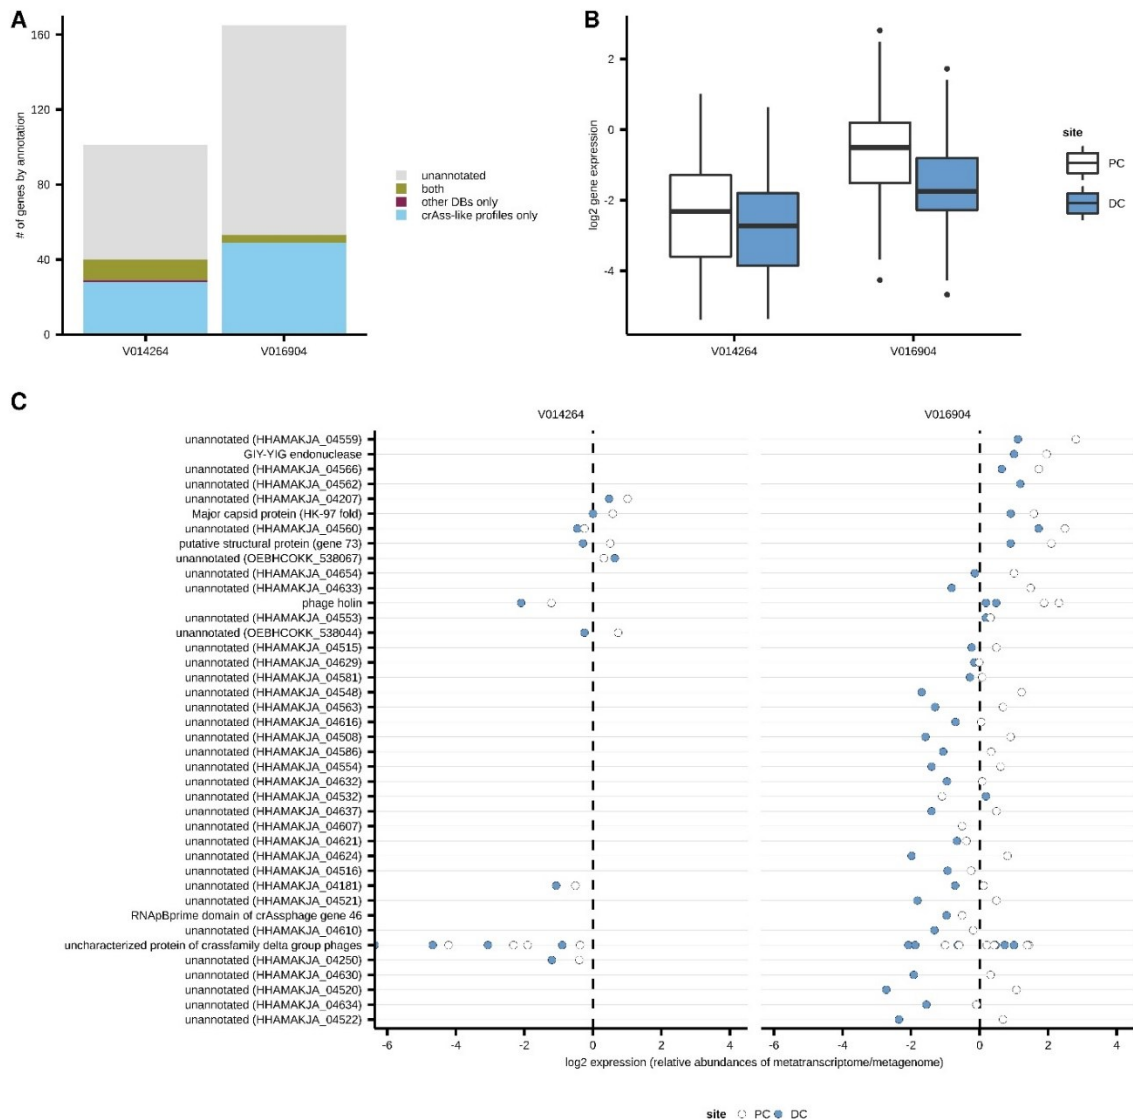 A
# of genes by annotation
160
120
80
40
0
V014264
V016904
unannotated
both
other DBs only
crAss-like profiles only
B
log2 gene expression
2
0
-2
-4
V014264
V016904
site
PC
DC
C
V014264
V016904
unannotated (HHAMAKJA_04559)
GIY-YIG endonuclease
unannotated (HHAMAKJA_04566)
unannotated (HHAMAKJA_04562)
unannotated (HHAMAKJA_04207)
Major capsid protein (HK-97 fold)
unannotated (HHAMAKJA_04560)
putative structural protein (gene 73)
unannotated (OEBHCOKK_538067)
unannotated (HHAMAKJA_04654)
unannotated (HHAMAKJA_04633)
phage holin
unannotated (HHAMAKJA_04553)
unannotated (OEBHCOKK_538044)
unannotated (HHAMAKJA_04515)
unannotated (HHAMAKJA_04629)
unannotated (HHAMAKJA_04581)
unannotated (HHAMAKJA_04548)
unannotated (HHAMAKJA_04563)
unannotated (HHAMAKJA_04616)
unannotated (HHAMAKJA_04508)
unannotated (HHAMAKJA_04586)
unannotated (HHAMAKJA_04554)
unannotated (HHAMAKJA_04632)
unannotated (HHAMAKJA_04532)
unannotated (HHAMAKJA_04637)
unannotated (HHAMAKJA_04607)
unannotated (HHAMAKJA_04621)
unannotated (HHAMAKJA_04624)
unannotated (HHAMAKJA_04516)
unannotated (HHAMAKJA_04181)
unannotated (HHAMAKJA_04521)
RNApBprime domain of crAssphage gene 46
unannotated (HHAMAKJA_04610)
uncharacterized protein of crassfamily delta group phages
unannotated (HHAMAKJA_04250)
unannotated (HHAMAKJA_04630)
unannotated (HHAMAKJA_04520)
unannotated (HHAMAKJA_04634)
unannotated (HHAMAKJA_04522)
-6 -4 -2 0 2 4 -6 -4 -2 0 2 4
log2 expression (relative abundances of metatranscriptome/metagenome)
site PC DC